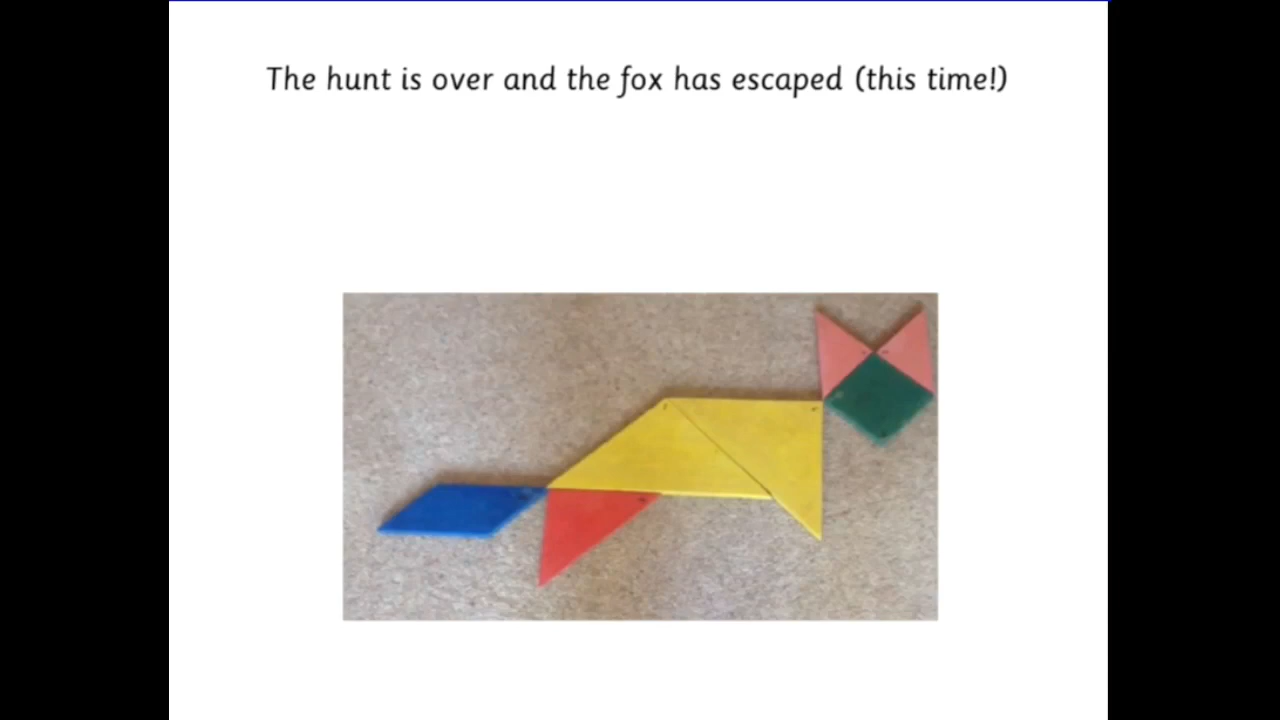 The hunt is over and the fox has escaped (this time!)